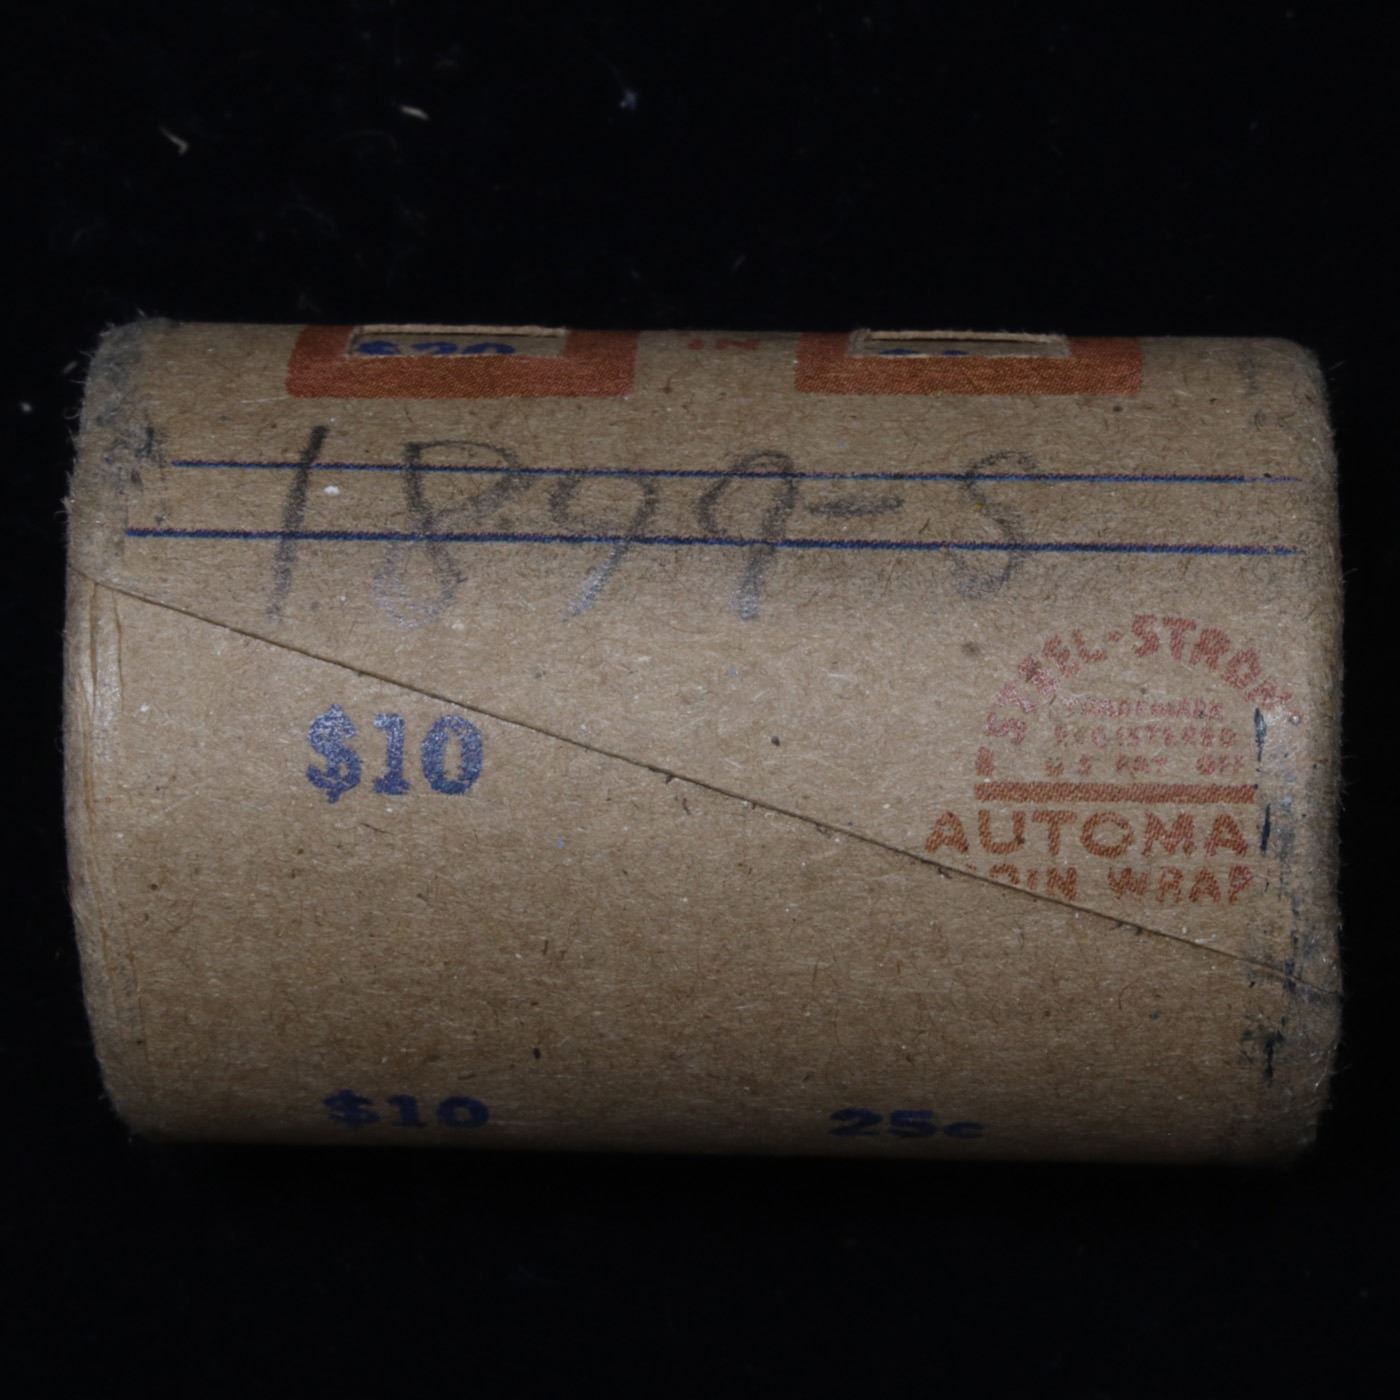 $20 IN
1899-S
STEEL-STRONG
TRADEMARK
REGISTERED
U.S. PAT. OFF
$10
AUTOMA
COIN WRAP
$10 25c